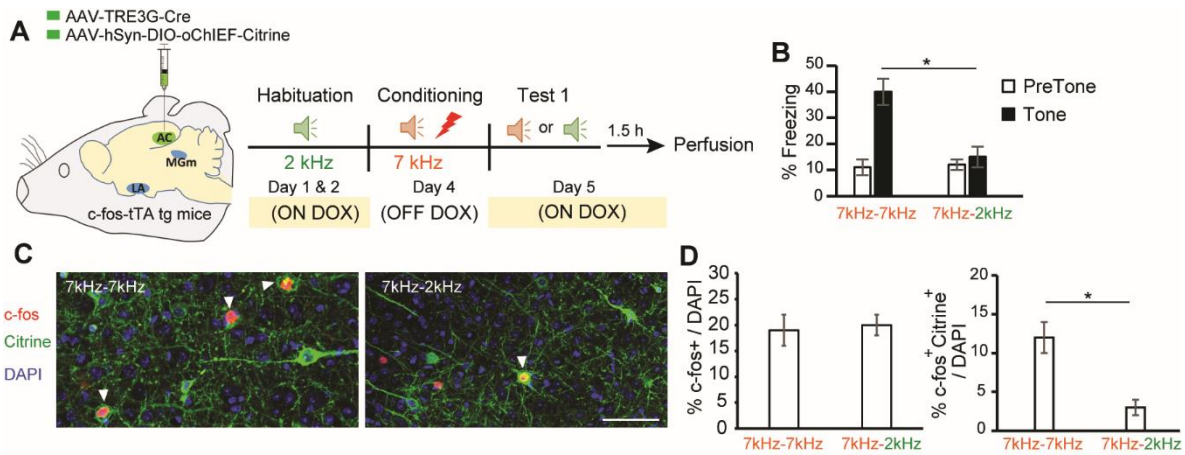 A
AAV-TRE3G-Cre
AAV-hSyn-DIO-oChIEF-Citrine
AC
MGm
LA
c-fos-tTA tg mice
Habituation
Conditioning
Test 1
or
1.5 h
Perfusion
2 kHz
7 kHz
Day 1 & 2
Day 4
Day 5
(ON DOX)
(OFF DOX)
(ON DOX)
B
% Freezing
50
40
30
20
10
0
*
PreTone
Tone
7kHz-7kHz
7kHz-2kHz
C
c-fos
Citrine
DAPI
7kHz-7kHz
7kHz-2kHz
D
% c-fos+ / DAPI
30
25
20
15
10
5
0
7kHz-7kHz
7kHz-2kHz
% c-fos+ Citrine+
/ DAPI
20
15
10
5
0
*
7kHz-7kHz
7kHz-2kHz